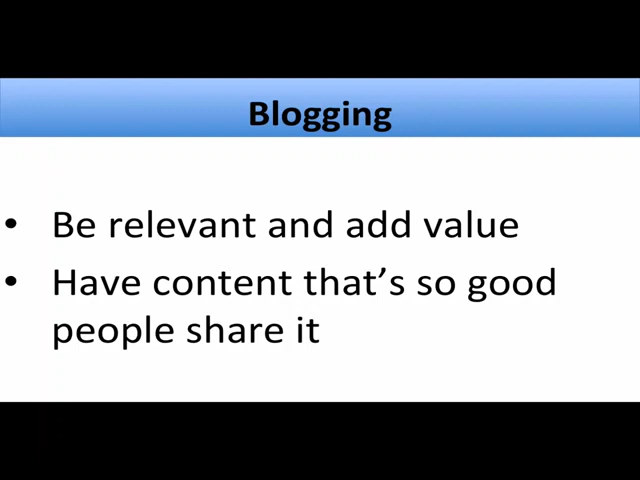 Blogging
• Be relevant and add value
• Have content that’s so good
people share it